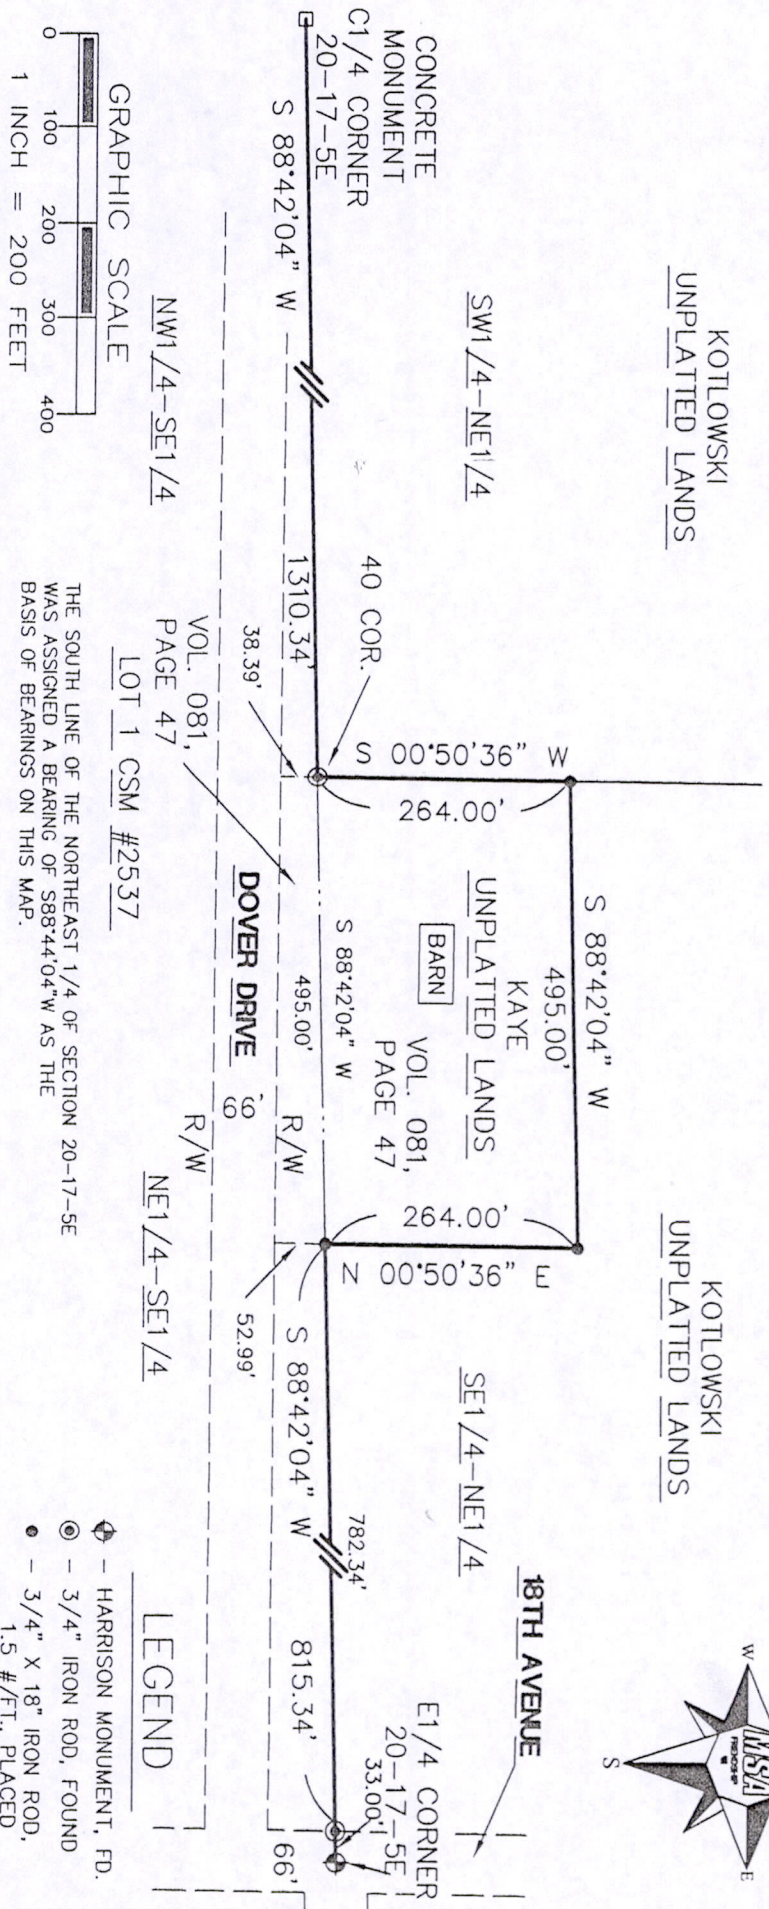 KOTLOWSKI
UNPLATTED LANDS
KOTLOWSKI
UNPLATTED LANDS
W
E
S
MSA
FRIENDSHIP
WI
18TH AVENUE
SW1/4-NE1/4
SE1/4-NE1/4
S 88°42'04" W
495.00'
S 00°50'36" W
264.00'
KAYE
UNPLATTED LANDS
BARN
VOL. 081,
PAGE 47
264.00'
N 00°50'36" E
CONCRETE
MONUMENT
C1/4 CORNER
20-17-5E
40 COR.
E1/4 CORNER
20-17-5E
33.00'
S 88°42'04" W
1310.34'
38.39'
S 88°42'04" W
495.00'
S 88°42'04" W
782.34'
815.34'
52.99'
66'
DOVER DRIVE
66'
R/W
R/W
VOL. 081,
PAGE 47
NW1/4-SE1/4
LOT 1 CSM #2537
NE1/4-SE1/4
GRAPHIC SCALE
0 100 200 300 400
1 INCH = 200 FEET
THE SOUTH LINE OF THE NORTHEAST 1/4 OF SECTION 20-17-5E
WAS ASSIGNED A BEARING OF S88°44'04"W AS THE
BASIS OF BEARINGS ON THIS MAP.
LEGEND
- HARRISON MONUMENT, FD.
- 3/4" IRON ROD, FOUND
- 3/4" X 18" IRON ROD,
1.5 #/FT., PLACED